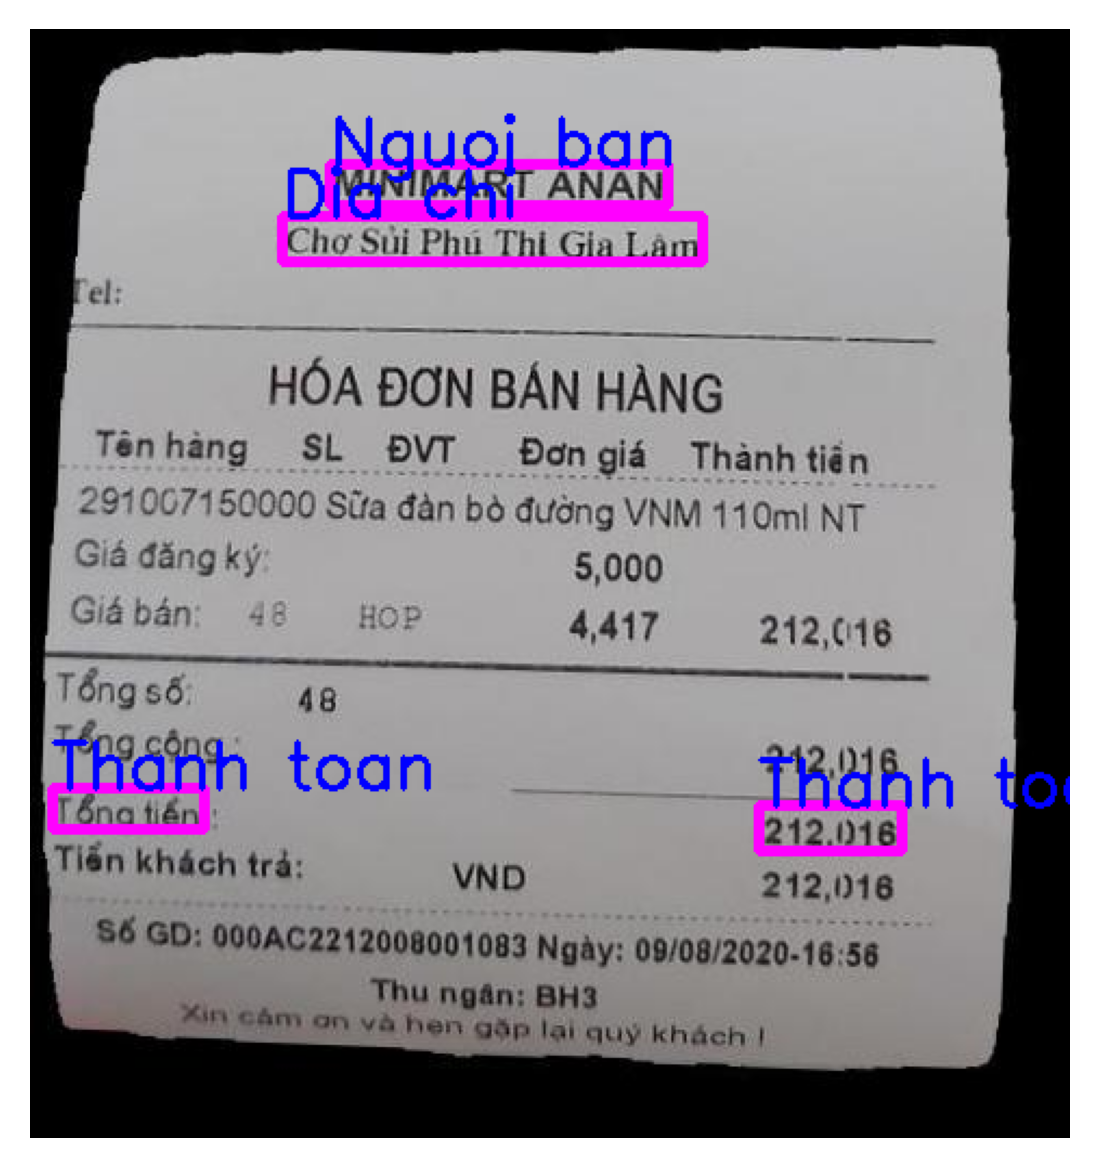 Nguoi ban
MINIMART ANAN
Dia chi
Chợ Sủi Phú Thi Gia Lâm
Tel:
HÓA ĐƠN BÁN HÀNG
Tên hàng SL ĐVT Đơn giá Thành tiền
291007150000 Sữa đàn bò đường VNM 110ml NT
Giá đăng ký: 5,000
Giá bán: 48 HOP 4,417 212,016
Tổng số: 48
Tổng cộng : 212,016
Thanh toan Thanh to
Tổng tiền : 212,016
Tiền khách trả: VND 212,016
Số GD: 000AC2212008001083 Ngày: 09/08/2020-16:56
Thu ngân: BH3
Xin cảm ơn và hẹn gặp lại quý khách !